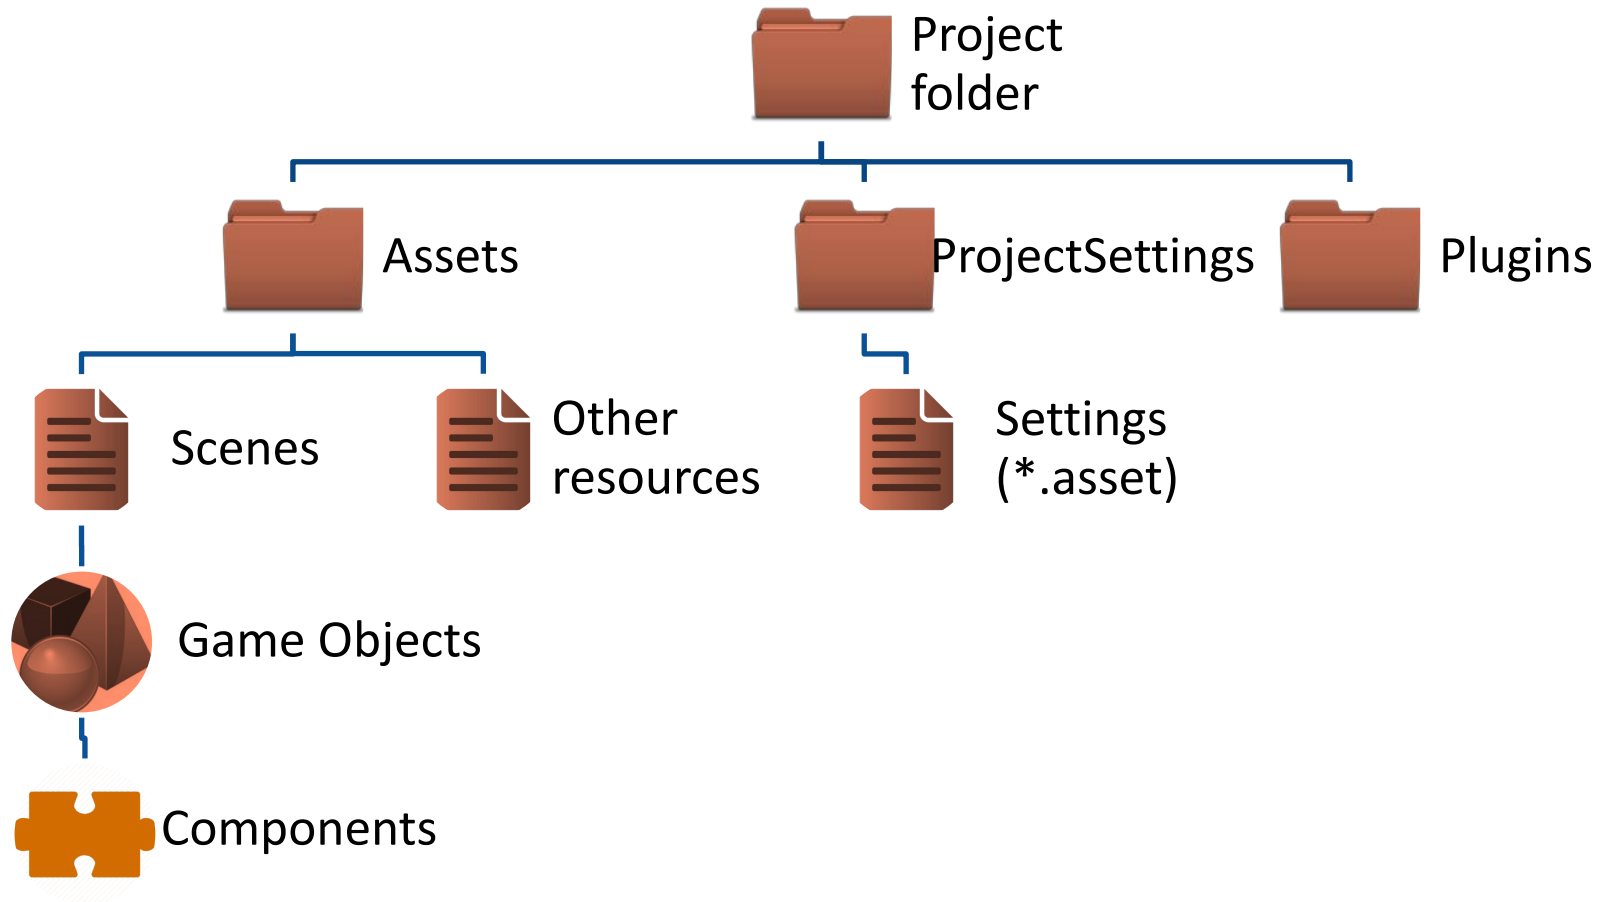 Project
folder
Assets
ProjectSettings
Plugins
Scenes
Other
resources
Settings
(*.asset)
Game Objects
Components